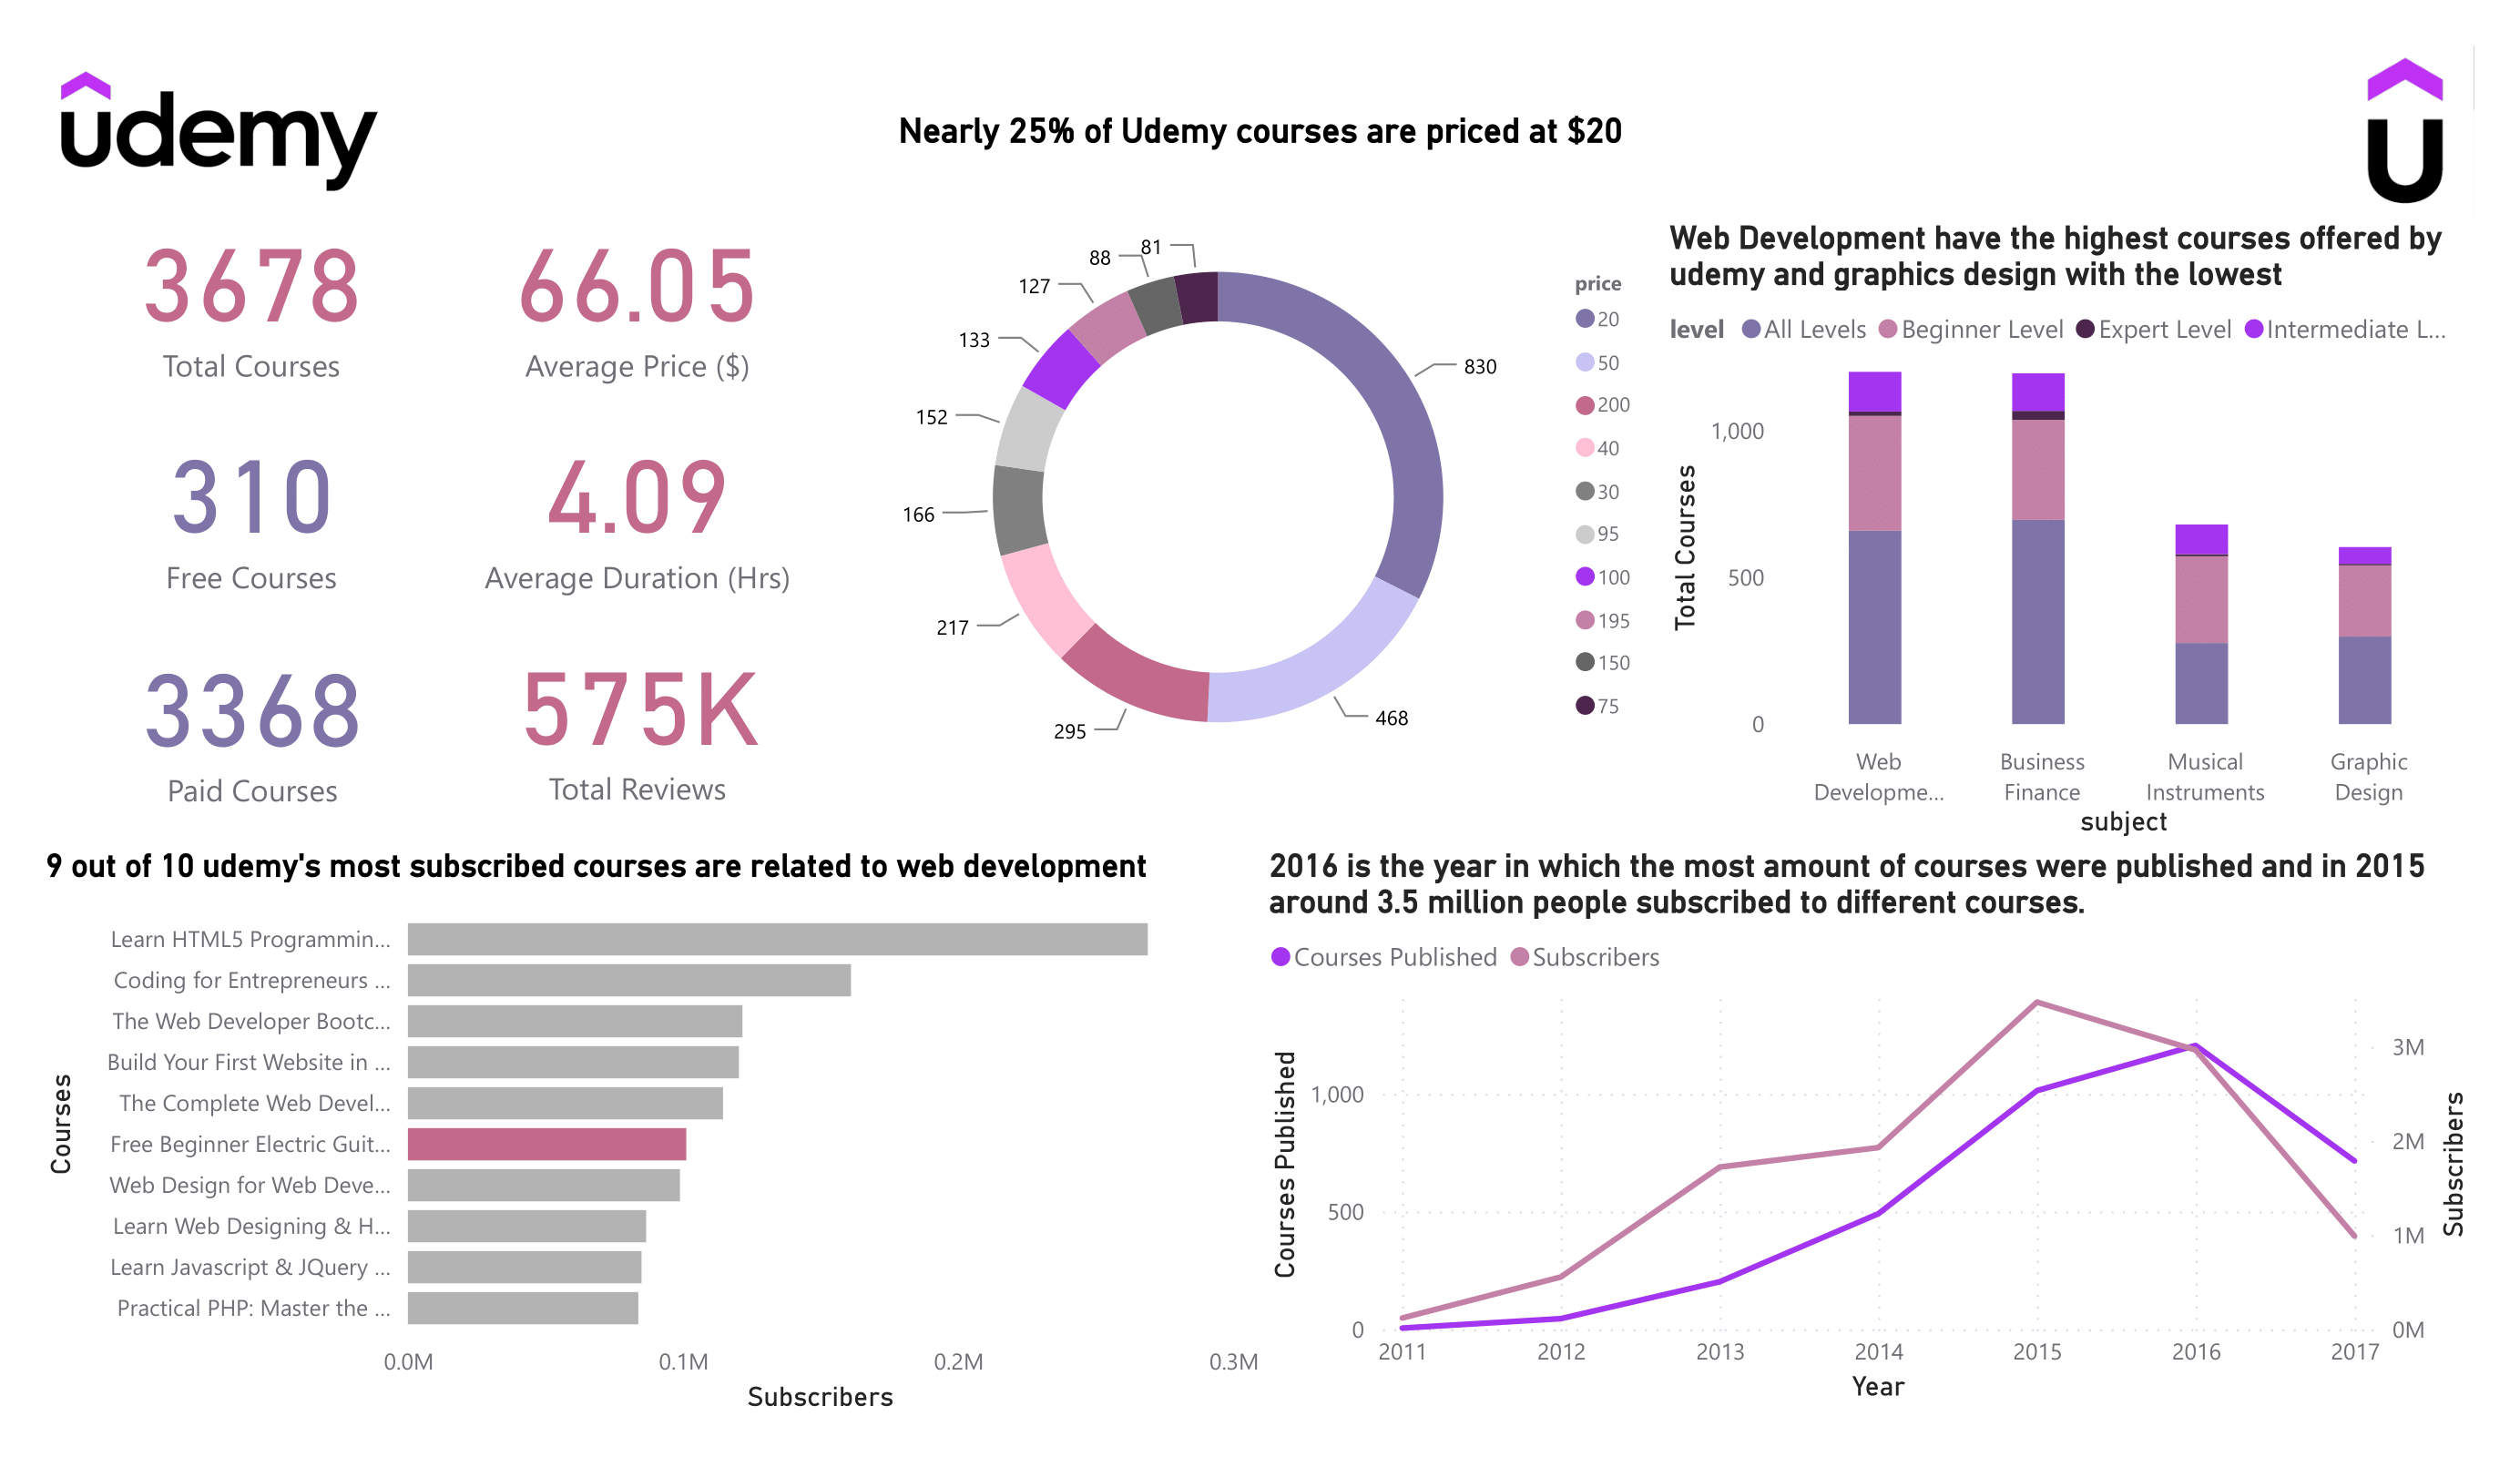 udemy
Nearly 25% of Udemy courses are priced at $20
3678
Total Courses
66.05
Average Price ($)
310
Free Courses
4.09
Average Duration (Hrs)
3368
Paid Courses
575K
Total Reviews
81
88
127
133
152
166
217
295
468
830
price
20
50
200
40
30
95
100
195
150
75
Web Development have the highest courses offered by
udemy and graphics design with the lowest
level All Levels Beginner Level Expert Level Intermediate L...
Total Courses
1,000
500
0
Web
Developme...
Business
Finance
Musical
Instruments
Graphic
Design
subject
9 out of 10 udemy's most subscribed courses are related to web development
Courses
Learn HTML5 Programmin...
Coding for Entrepreneurs ...
The Web Developer Bootc...
Build Your First Website in ...
The Complete Web Devel...
Free Beginner Electric Guit...
Web Design for Web Deve...
Learn Web Designing & H...
Learn Javascript & JQuery ...
Practical PHP: Master the ...
0.0M 0.1M 0.2M 0.3M
Subscribers
2016 is the year in which the most amount of courses were published and in 2015
around 3.5 million people subscribed to different courses.
Courses Published Subscribers
Courses Published
1,000
500
0
3M
2M
1M
0M
Subscribers
2011 2012 2013 2014 2015 2016 2017
Year